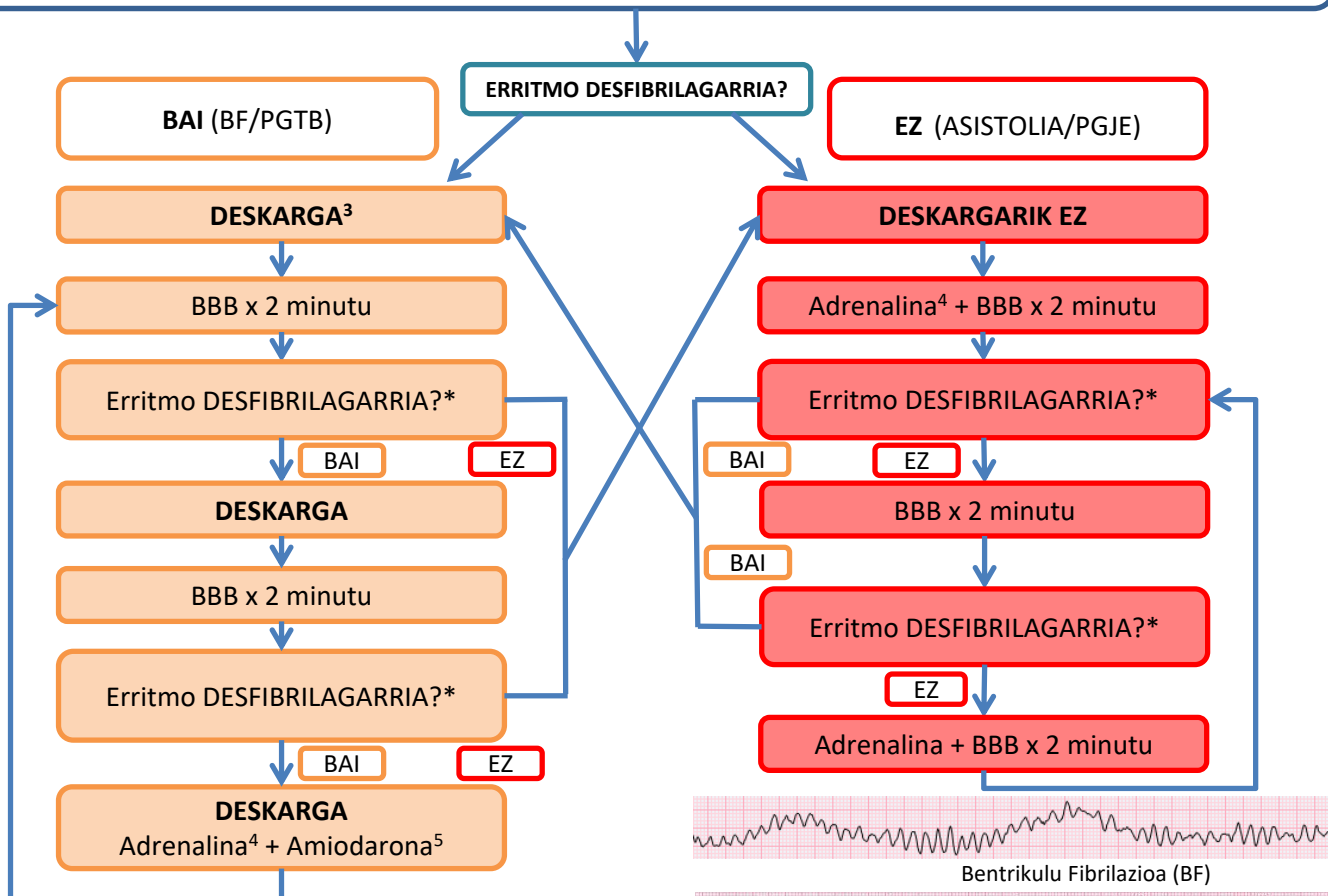 ERRITMO DESFIBRILAGARRIA?
BAI (BF/PGTB)
EZ (ASISTOLIA/PGJE)
DESKARGA³
BBB x 2 minutu
Erritmo DESFIBRILAGARRIA?*
BAI
EZ
DESKARGA
BBB x 2 minutu
Erritmo DESFIBRILAGARRIA?*
BAI
EZ
DESKARGA
Adrenalina⁴ + Amiodarona⁵
DESKARGARIK EZ
Adrenalina⁴ + BBB x 2 minutu
Erritmo DESFIBRILAGARRIA?*
BAI
EZ
BBB x 2 minutu
BAI
Erritmo DESFIBRILAGARRIA?*
EZ
Adrenalina + BBB x 2 minutu
Bentrikulu Fibrilazioa (BF)